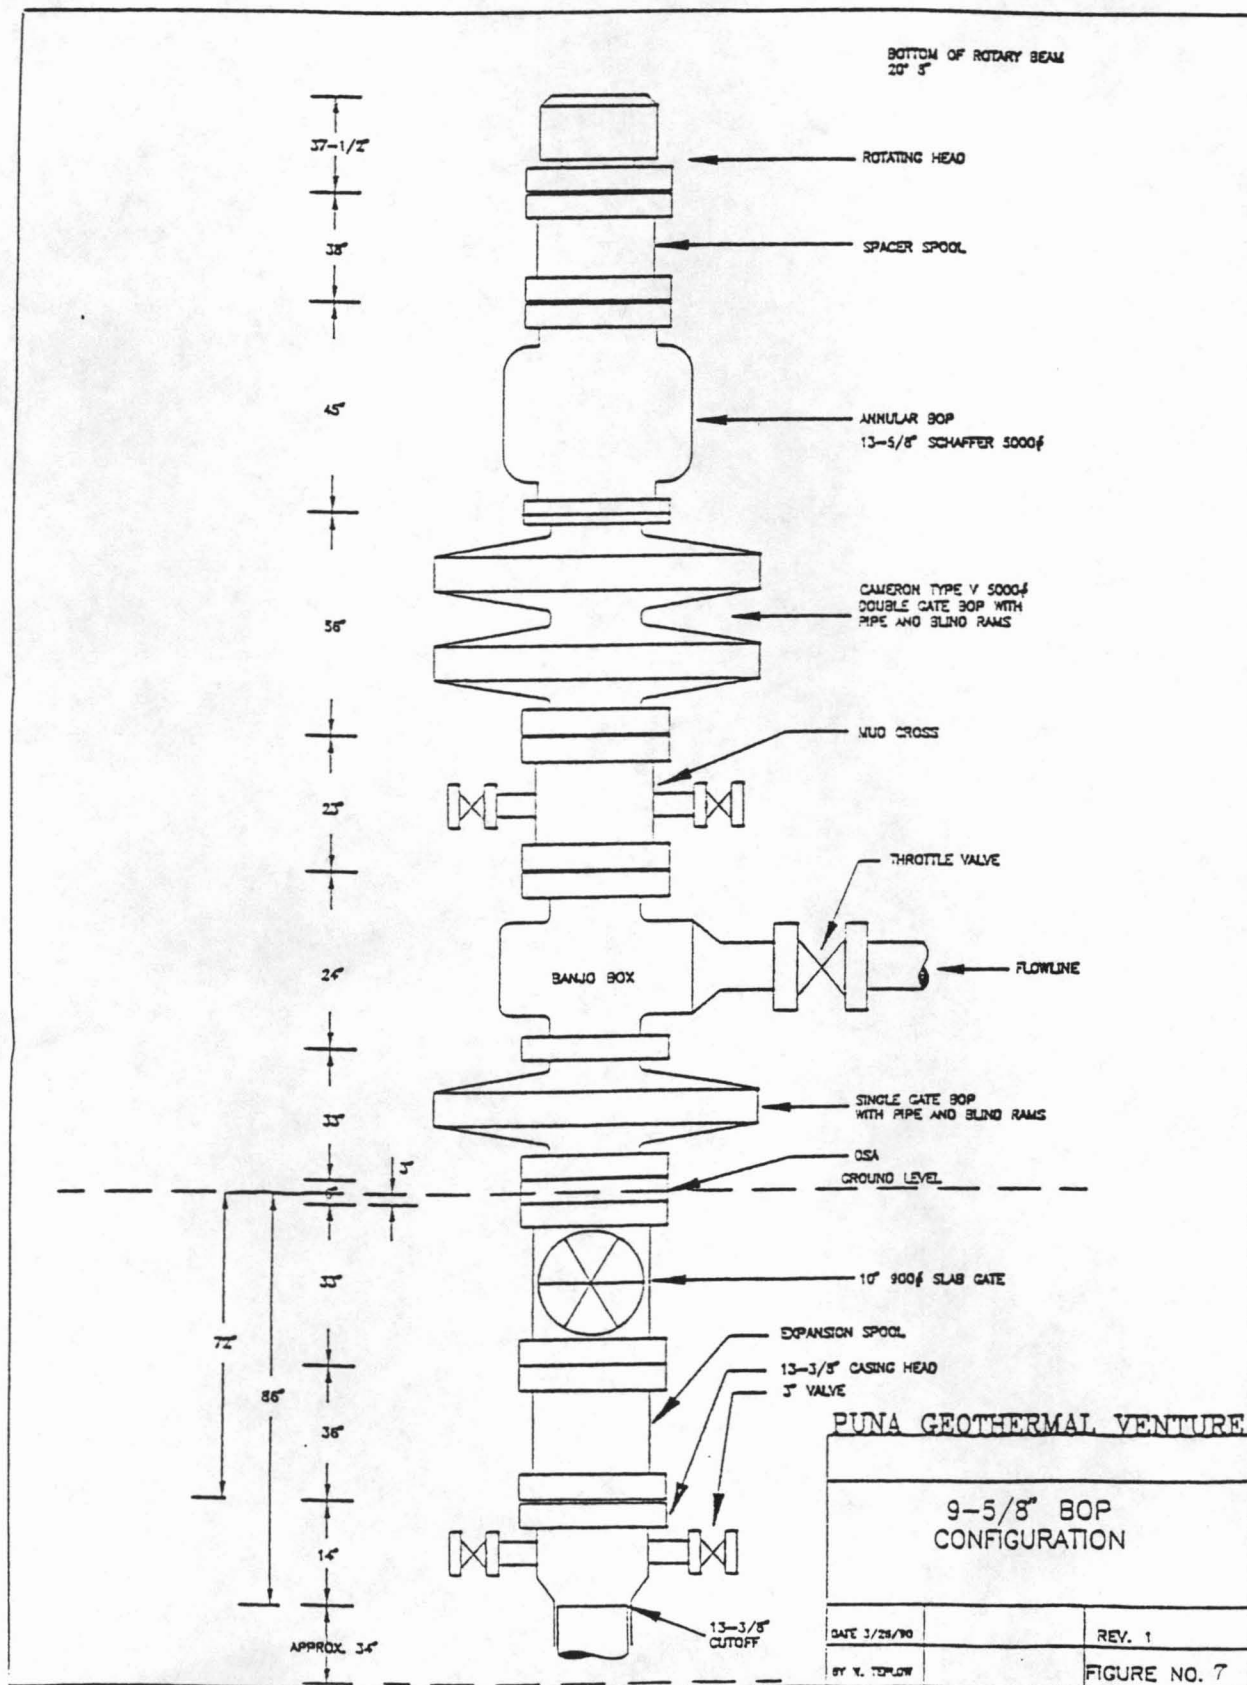 BOTTOM OF ROTARY BEAM
37-1/2"
ROTATING HEAD
38"
SPACER SPOOL
45"
ANNULAR BOP
13-5/8" SCHAFFER 5000#
CAMERON TYPE V 5000#
DOUBLE GATE BOP WITH
PIPE AND BLIND RAMS
56"
MUD CROSS
23"
THROTTLE VALVE
24"
BANJO BOX
FLOWLINE
SINGLE GATE BOP
WITH PIPE AND BLIND RAMS
33"
GROUND LEVEL
10" 900# SLAB GATE
33"
EXPANSION SPOOL
72"
13-3/8" CASING HEAD
3" VALVE
86"
36"
14"
13-3/8"
CUTOFF
APPROX. 34"
PUNA GEOTHERMAL VENTURE
9-5/8" BOP
CONFIGURATION
DATE 3/28/90
REV. 1
FIGURE NO. 7